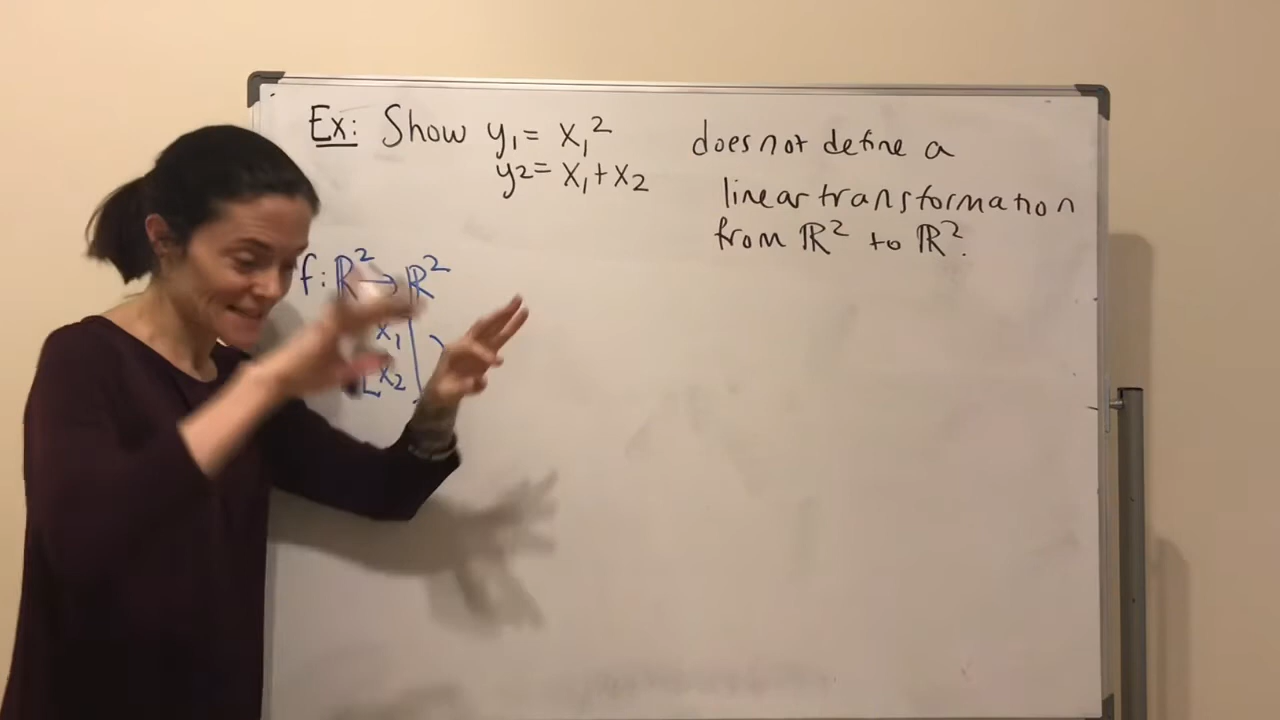 Ex: Show y₁ = x₁² does not define a
y₂ = x₁ + x₂ linear transformation
from ℝ² to ℝ².
f: ℝ² → ℝ²
x₁
x₂